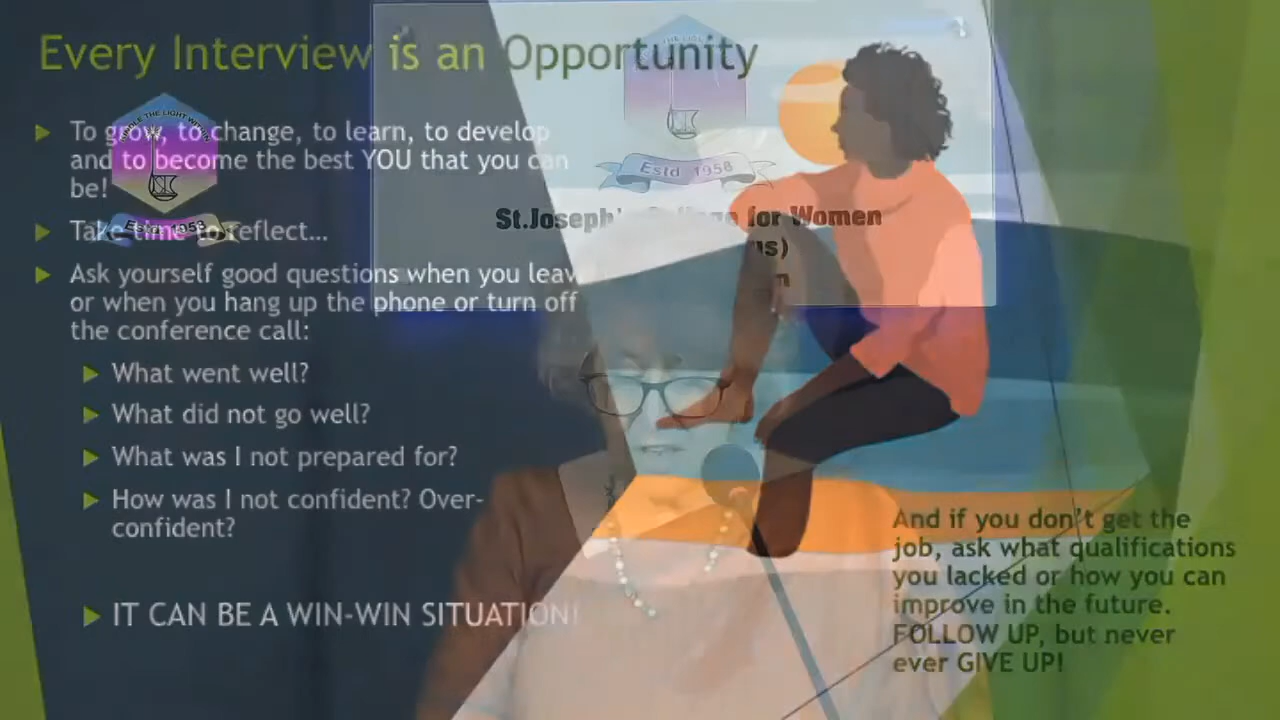 Every Interview is an Opportunity
To grow, to change, to learn, to develop
and to become the best YOU that you can
be!
Take time to reflect…
Ask yourself good questions when you leave
or when you hang up the phone or turn off
the conference call:
What went well?
What did not go well?
What was I not prepared for?
How was I not confident? Over-
confident?
IT CAN BE A WIN-WIN SITUATION!
THE LIGHT WITHIN
Estd 1958
Estd 1958
St.Joseph's College for Women
And if you don't get the
job, ask what qualifications
you lacked or how you can
improve in the future.
FOLLOW UP, but never
ever GIVE UP!